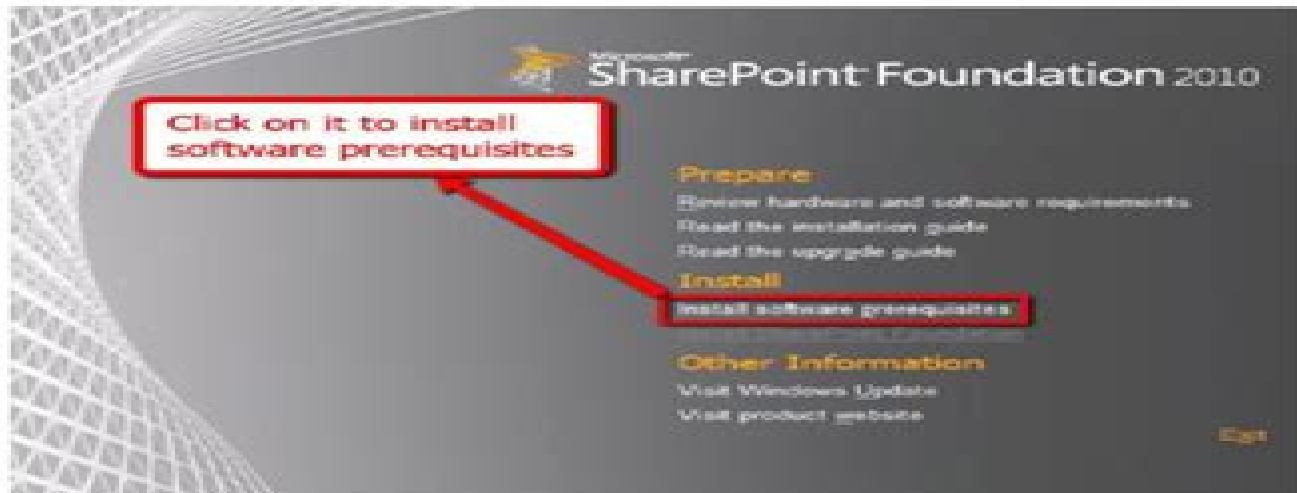 Microsoft
SharePoint Foundation 2010
Click on it to install
software prerequisites
Prepare
Review hardware and software requirements
Read the installation guide
Read the upgrade guide
Install
Install software prerequisites
Other Information
Visit Windows Update
Visit product website
Exit